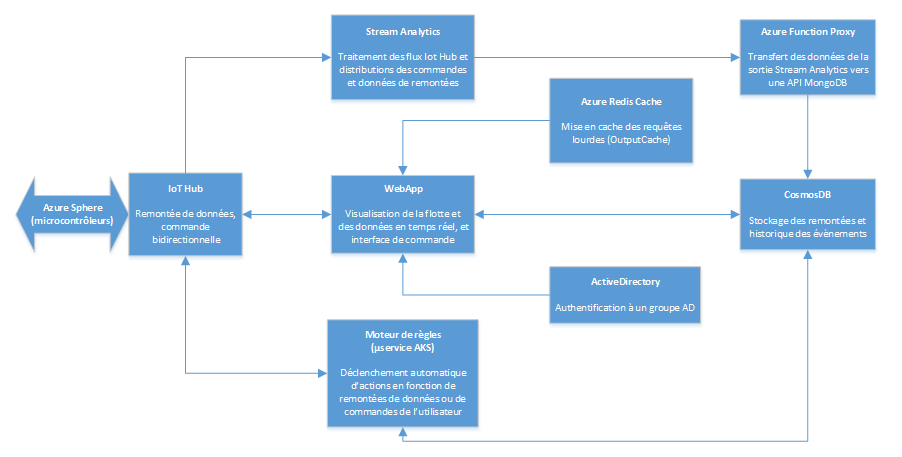 Stream Analytics
Traitement des flux Iot Hub et
distributions des commandes
et données de remontées
Azure Function Proxy
Transfert des données de la
sortie Stream Analytics vers
une API MongoDB
Azure Redis Cache
Mise en cache des requêtes
lourdes (OutputCache)
Azure Sphere
(microcontrôleurs)
IoT Hub
Remontée de données,
commande
bidirectionnelle
WebApp
Visualisation de la flotte et
des données en temps réel, et
interface de commande
CosmosDB
Stockage des remontées et
historique des évènements
ActiveDirectory
Authentification à un groupe AD
Moteur de règles
(µservice AKS)
Déclenchement automatique
d'actions en fonction de
remontées de données ou de
commandes de l'utilisateur